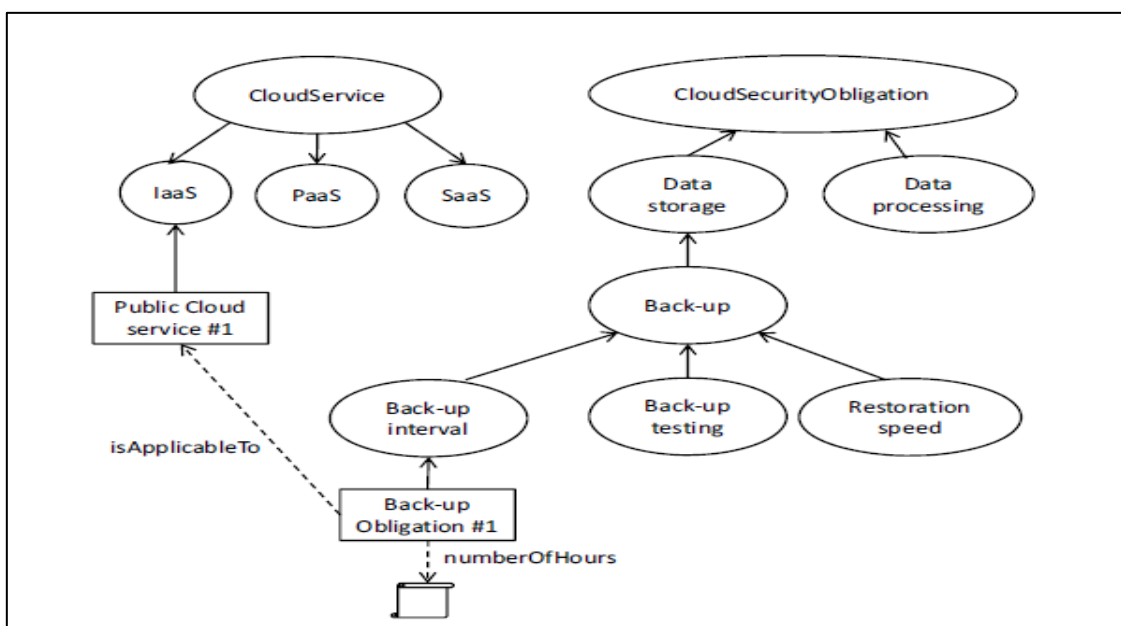 CloudService
CloudSecurityObligation
IaaS
PaaS
SaaS
Data
storage
Data
processing
Public Cloud
service #1
Back-up
Back-up
interval
Back-up
testing
Restoration
speed
isApplicableTo
Back-up
Obligation #1
numberOfHours